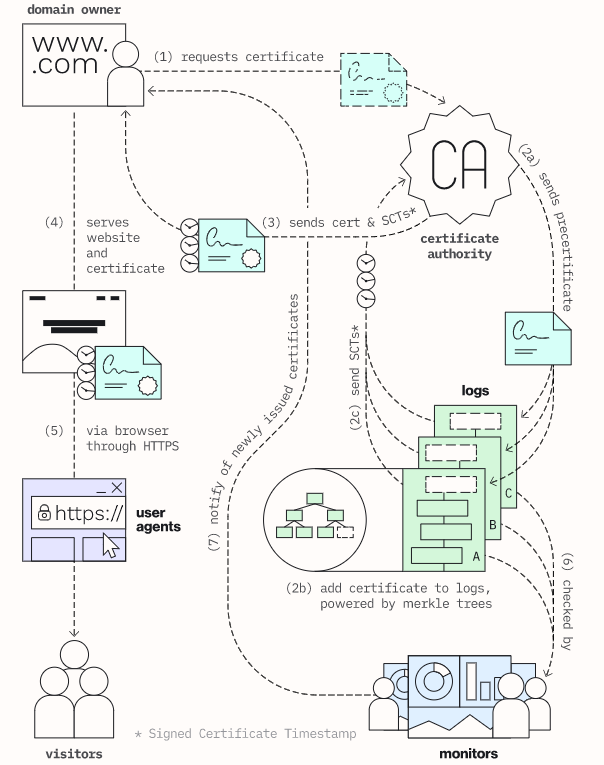 domain owner
www.
.com
(1) requests certificate
CA
certificate
authority
(2a) sends precertificate
(3) sends cert & SCTs*
(4) serves
website
and
certificate
(2c) send SCTs*
logs
C
B
A
(2b) add certificate to logs,
powered by merkle trees
(5) via browser
through HTTPS
https://
user
agents
(6) checked by
(7) notify of newly issued certificates
visitors
* Signed Certificate Timestamp
monitors